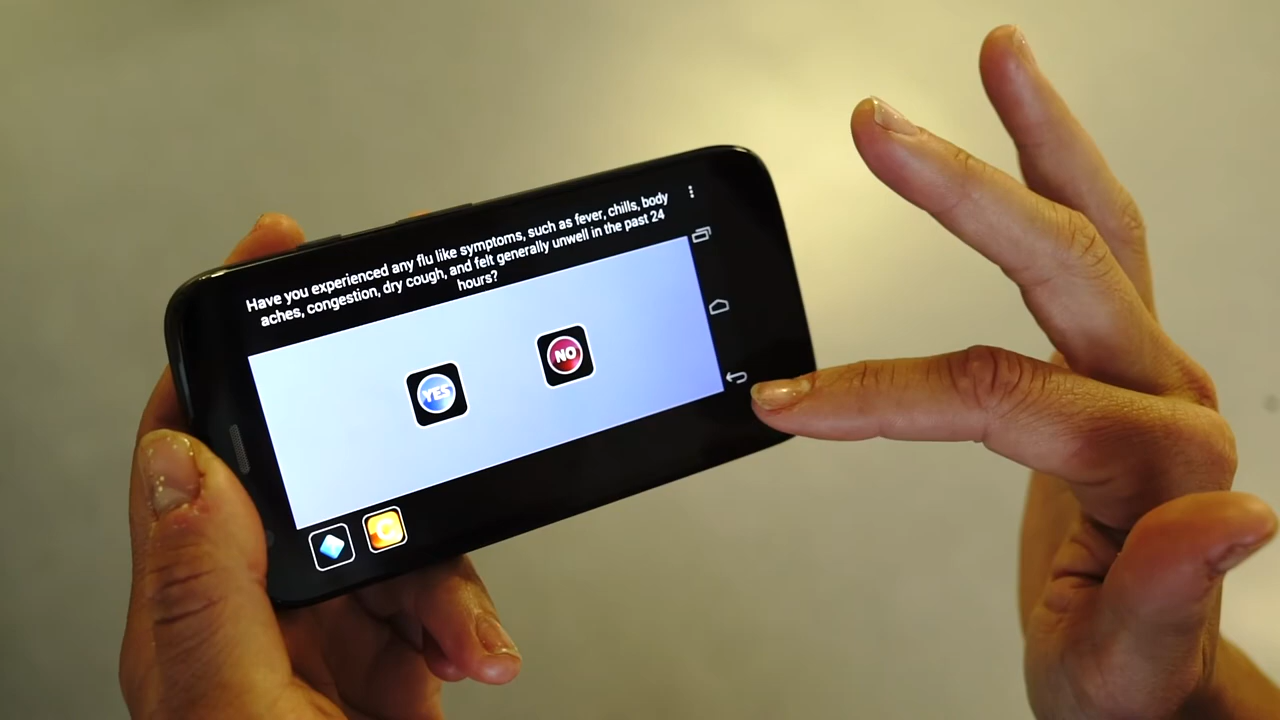 Have you experienced any flu like symptoms, such as fever, chills, body
aches, congestion, dry cough, and felt generally unwell in the past 24
hours?
YES
NO
C